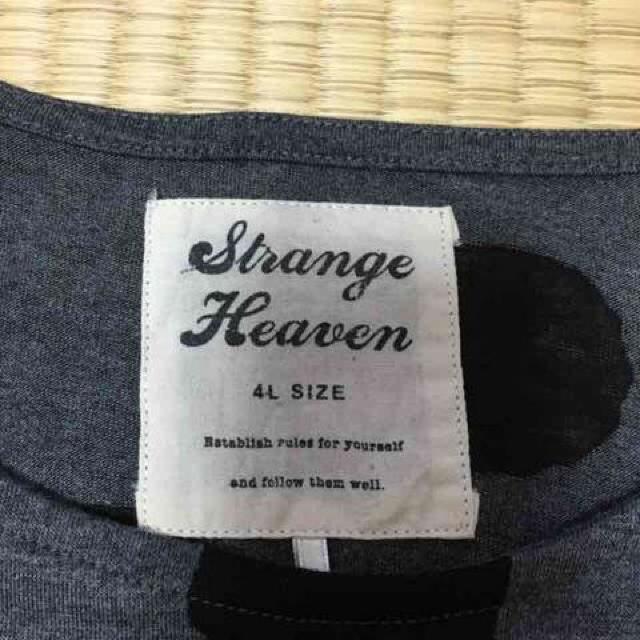 Strange
Heaven
4L SIZE
Establish rules for yourself
and follow them well.